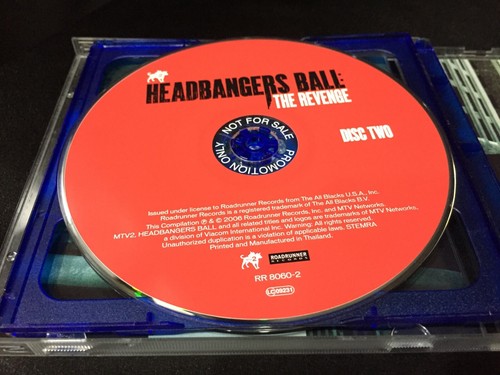 HEADBANGERS BALL:
THE REVENGE
NOT FOR SALE
PROMOTION ONLY
DISC TWO
Issued under license to Roadrunner Records from The All Blacks U.S.A., Inc.
Roadrunner Records is a registered trademark of The All Blacks B.V.
This Compilation ℗ & © 2006 Roadrunner Records, Inc. and MTV Networks.
MTV2, HEADBANGERS BALL and all related titles and logos are trademarks of MTV Networks,
a division of Viacom International Inc. Warning: All rights reserved.
Unauthorized duplication is a violation of applicable laws. STEMRA.
Printed and Manufactured in Thailand.
ROADRUNNER
RECORDS
RR 8060-2
LC09231